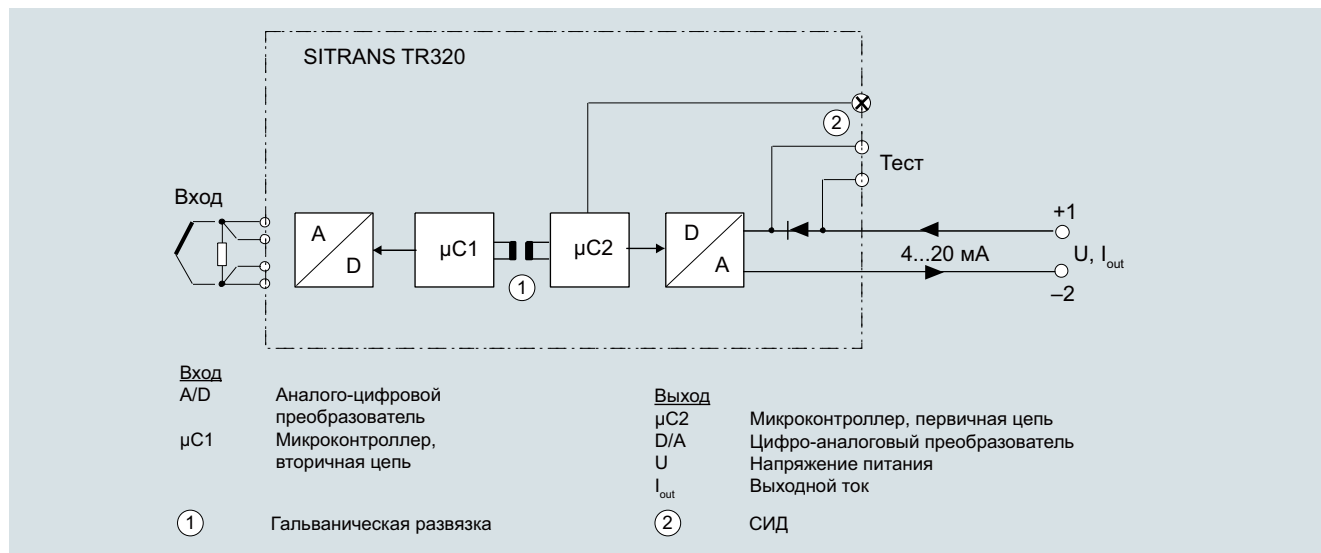 SITRANS TR320
2
Тест
Вход
+1
A
D
µC1
µC2
D
A
4...20 мА
U, Iout
1
–2
Вход
A/D Аналого-цифровой
преобразователь
µC1 Микроконтроллер,
вторичная цепь
1 Гальваническая развязка
Выход
µC2 Микроконтроллер, первичная цепь
D/A Цифро-аналоговый преобразователь
U Напряжение питания
Iout Выходной ток
2 СИД